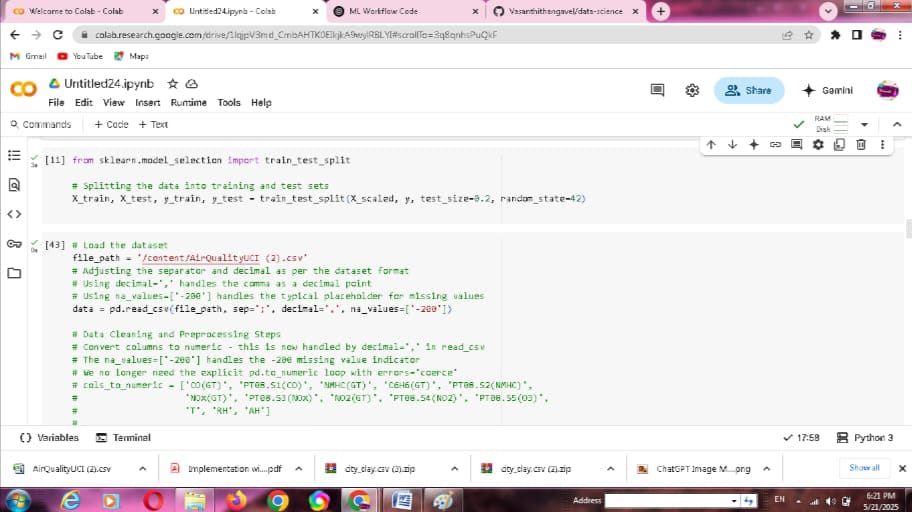 Welcome to Colab - Colab
Untitled24.ipynb - Colab
ML Workflow Code
Vasanthithangavel/data-science
colab.research.google.com/drive/
Gmail
YouTube
Maps
CO
Untitled24.ipynb
File Edit View Insert Runtime Tools Help
Share
Gemini
Commands
+ Code + Text
RAM
Disk
[11] from sklearn.model_selection import train_test_split
# Splitting the data into training and test sets
X_train, X_test, y_train, y_test = train_test_split(X_scaled, y, test_size=0.2, random_state=42)
[43] # Load the dataset
file_path = '/content/AirQualityUCI (2).csv'
# Adjusting the separator and decimal as per the dataset format
# Using decimal=',' handles the comma as a decimal point
# Using na_values=['-200'] handles the typical placeholder for missing values
data = pd.read_csv(file_path, sep=';', decimal=',', na_values=['-200'])
# Data Cleaning and Preprocessing Steps
# Convert columns to numeric - this is now handled by decimal=',' in read_csv
# The na_values=['-200'] handles the -200 missing value indicator
# We no longer need the explicit pd.to_numeric loop with errors='coerce'
# cols_to_numeric = ['CO(GT)', 'PT08.S1(CO)', 'NMHC(GT)', 'C6H6(GT)', 'PT08.S2(NMHC)',
# 'NOx(GT)', 'PT08.S3(NOx)', 'NO2(GT)', 'PT08.S4(NO2)', 'PT08.S5(O3)',
# 'T', 'RH', 'AH']
#
Variables
Terminal
17:58
Python 3
AirQualityUCI (2).csv
Implementation wi....pdf
city_day.csv (3).zip
city_day.csv (2).zip
ChatGPT Image M....png
Show all
Address
EN
6:21 PM
5/21/2025